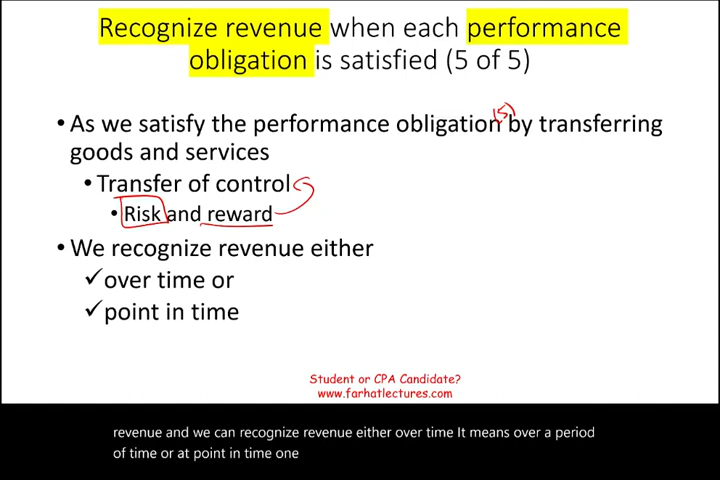 Recognize revenue when each performance
obligation is satisfied (5 of 5)
• As we satisfy the performance obligation(s) by transferring
goods and services
• Transfer of control
• Risk and reward
• We recognize revenue either
✓over time or
✓point in time
Student or CPA Candidate?
www.farhatlectures.com
revenue and we can recognize revenue either over time It means over a period
of time or at point in time one